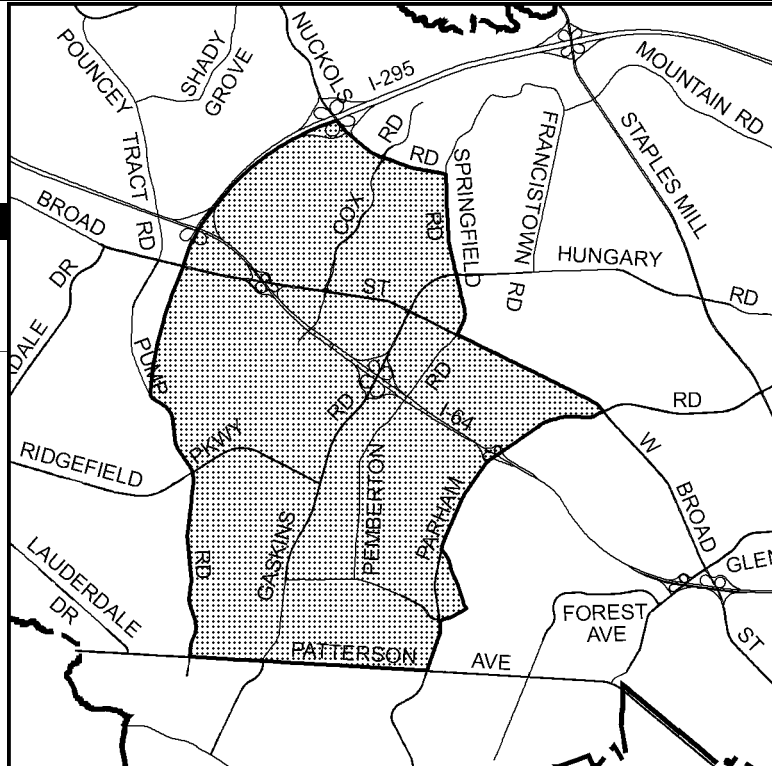 NUCKOLS
POUNCEY
SHADY
GROVE
I-295
MOUNTAIN RD
TRACT
RD
RD
RD
COX
SPRINGFIELD
RD
FRANCISTOWN
RD
STAPLES MILL
RD
BROAD
HUNGARY
DR
ST
PUMP
RD
RD
I-64
RD
PKWY
RIDGEFIELD
W
BROAD
ST
PEMBERTON
PARHAM
GASKINS
RD
LAUDERDALE
DR
FOREST
AVE
PATTERSON
AVE